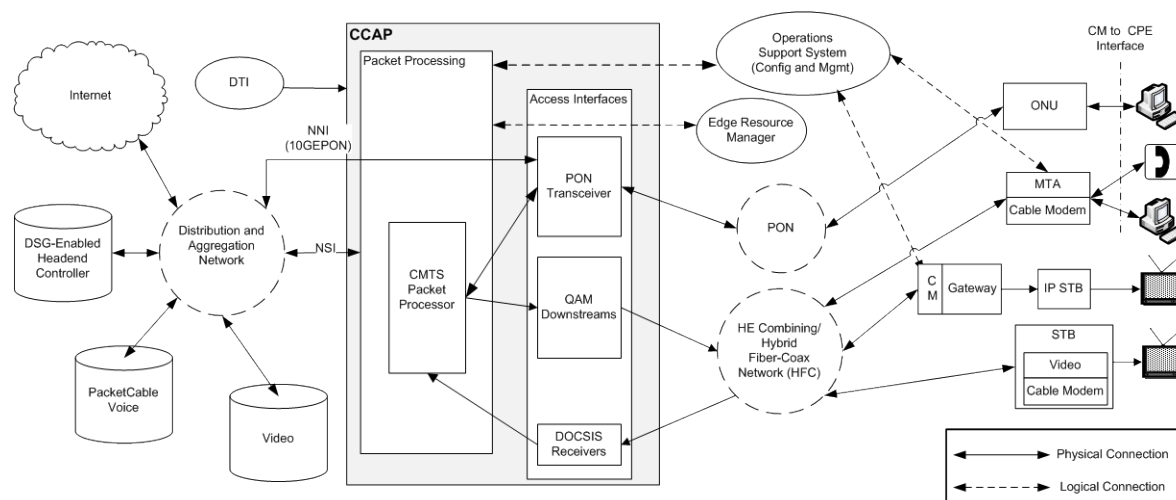 CCAP
Packet Processing
Internet
DTI
Operations
Support System
(Config and Mgmt)
CM to CPE
Interface
Access Interfaces
Edge Resource
Manager
ONU
NNI
(10GEPON)
PON
Transceiver
MTA
Cable Modem
DSG-Enabled
Headend
Controller
Distribution and
Aggregation
Network
NSI
PON
CMTS
Packet
Processor
QAM
Downstreams
C
M
Gateway
IP STB
HE Combining/
Hybrid
Fiber-Coax
Network (HFC)
STB
Video
Cable Modem
PacketCable
Voice
Video
DOCSIS
Receivers
Physical Connection
Logical Connection